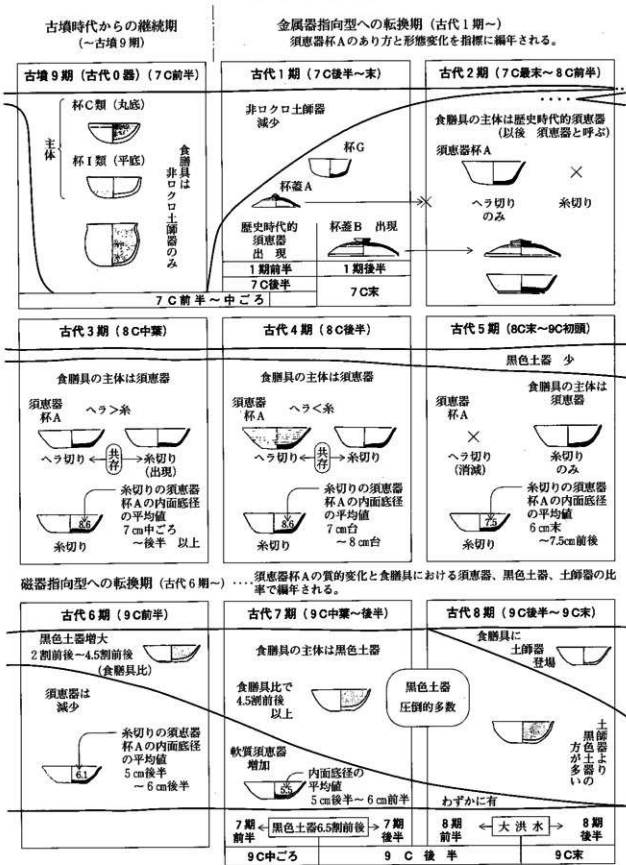 古墳時代からの継続期
(～古墳9期)
金属器指向型への転換期(古代1期～)
須恵器杯Aのあり方と形態変化を指標に編年される。
古墳9期(古代0器)(7C前半)
杯C類(丸底)
主体
杯I類(平底)
食膳具は
非ロクロ土師器のみ
古代1期(7C後半～末)
非ロクロ土師器
減少
杯G
杯蓋A
×
歴史時代的
須恵器
出現
杯蓋B 出現
1期前半
1期後半
7C後半
7C末
7C前半～中ごろ
古代2期(7C最末～8C前半)
食膳具の主体は歴史時代的須恵器
(以後 須恵器と呼ぶ)
須恵器杯A
×
ヘラ切り
のみ
糸切り
古代3期(8C中葉)
食膳具の主体は須恵器
須恵器
杯A
ヘラ>糸
ヘラ切り
共存
糸切り
(出現)
糸切りの須恵器
杯Aの内面底径
の平均値
7㎝中ごろ
～後半 以上
8.6
糸切り
古代4期(8C後半)
食膳具の主体は須恵器
須恵器
杯A
ヘラ<糸
ヘラ切り
共存
糸切り
糸切りの須恵器
杯Aの内面底径
の平均値
7㎝台
～8㎝台
8.6
糸切り
古代5期(8C末～9C初頭)
黒色土器 少
食膳具の主体は
須恵器
須恵器
杯A
×
ヘラ切り
(消滅)
糸切り
のみ
糸切りの須恵器
杯Aの内面底径
の平均値
6㎝末
～7.5㎝前後
7.5
糸切り
磁器指向型への転換期(古代6期～)‥‥須恵器杯Aの質的変化と食膳具における須恵器、黒色土器、土師器の比
率で編年される。
古代6期(9C前半)
黒色土器増大
2割前後～4.5割前後
(食膳具比)
須恵器は
減少
糸切りの須恵器
杯Aの内面底径
の平均値
5㎝後半
～6㎝後半
6.1
古代7期(9C中葉～後半)
食膳具の主体は黒色土器
食膳具比で
4.5割前後
以上
黒色土器
圧倒的多数
軟質須恵器
増加
5.5
内面底径の
平均値
5㎝後半～6㎝前半
7期
前半
黒色土器6.5割前後
7期
後半
古代8期(9C後半～9C末)
食膳具に
土師器
登場
土師器より
黒色土器の
方が多い
わずかに有
8期
前半
大洪水
8期
後半
9C中ごろ
9C後半
9C末